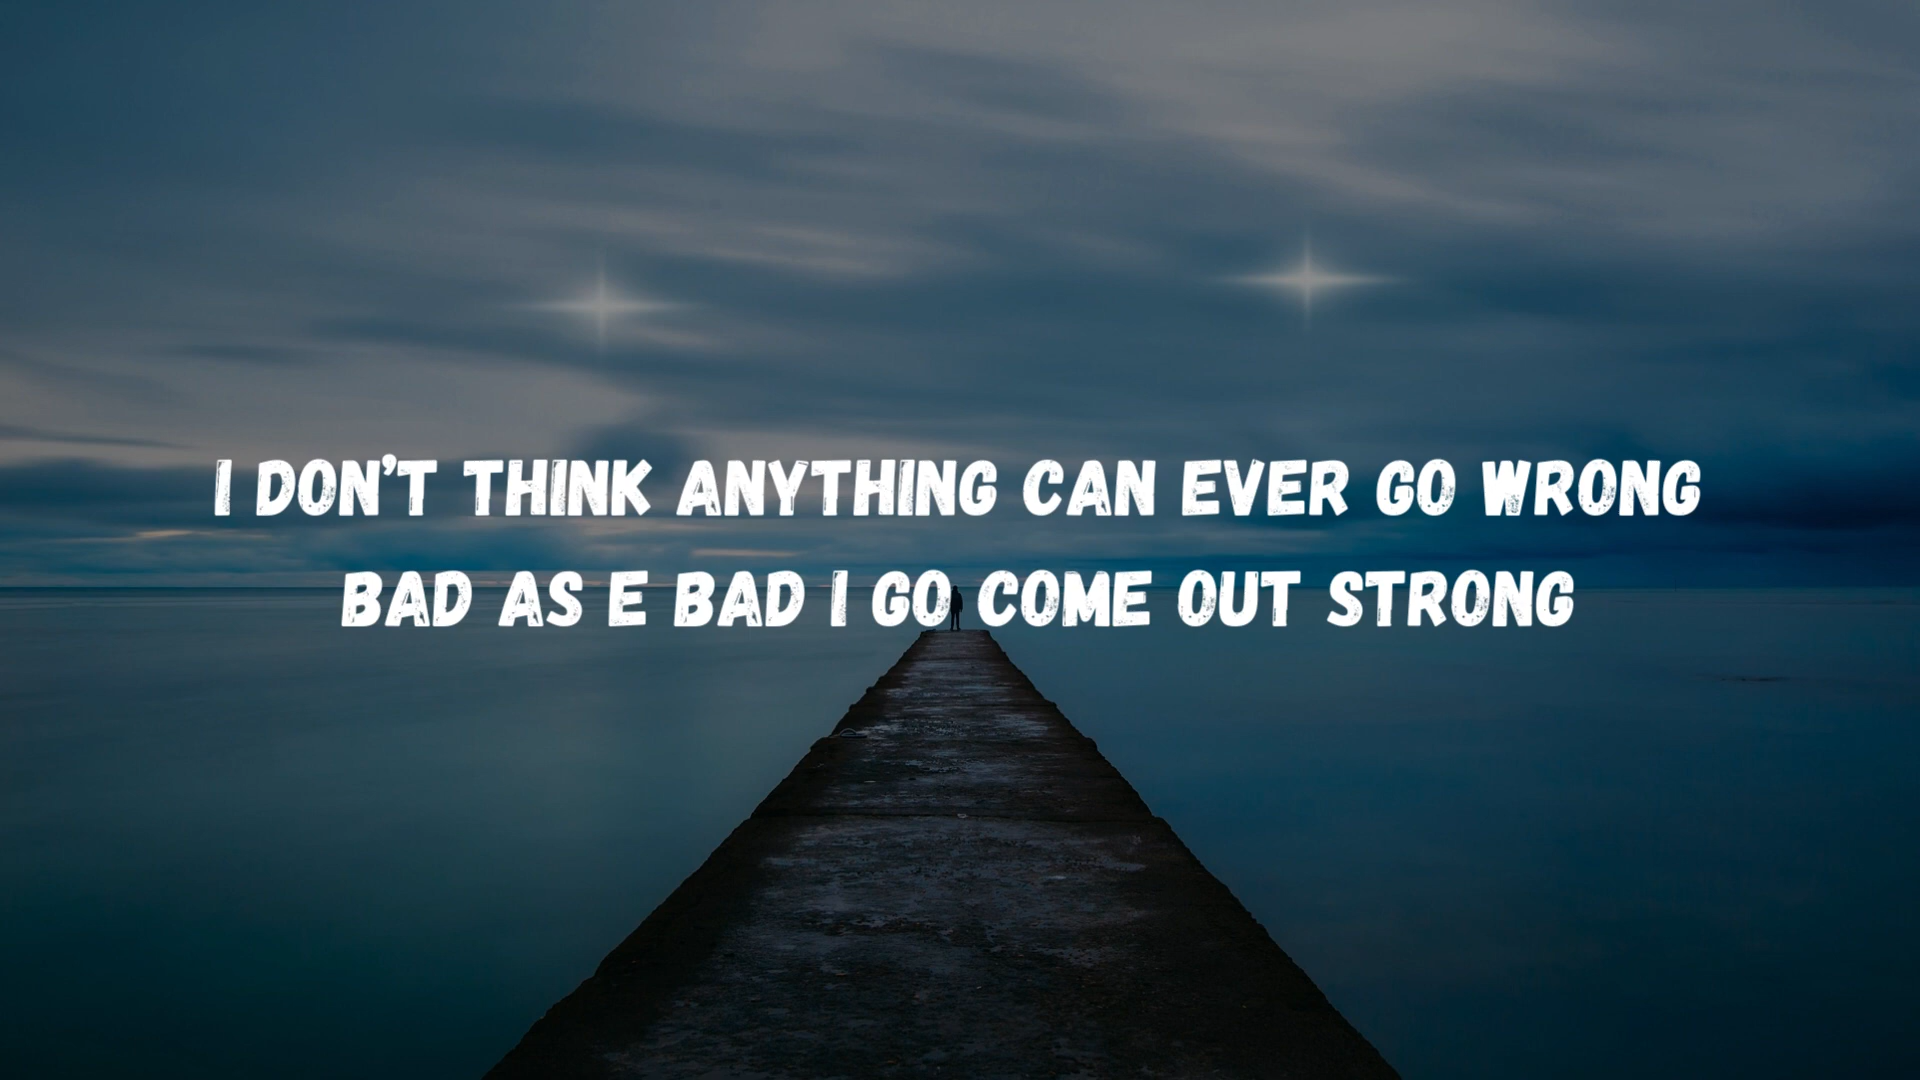 I DON'T THINK ANYTHING CAN EVER GO WRONG
BAD AS E BAD I GO COME OUT STRONG